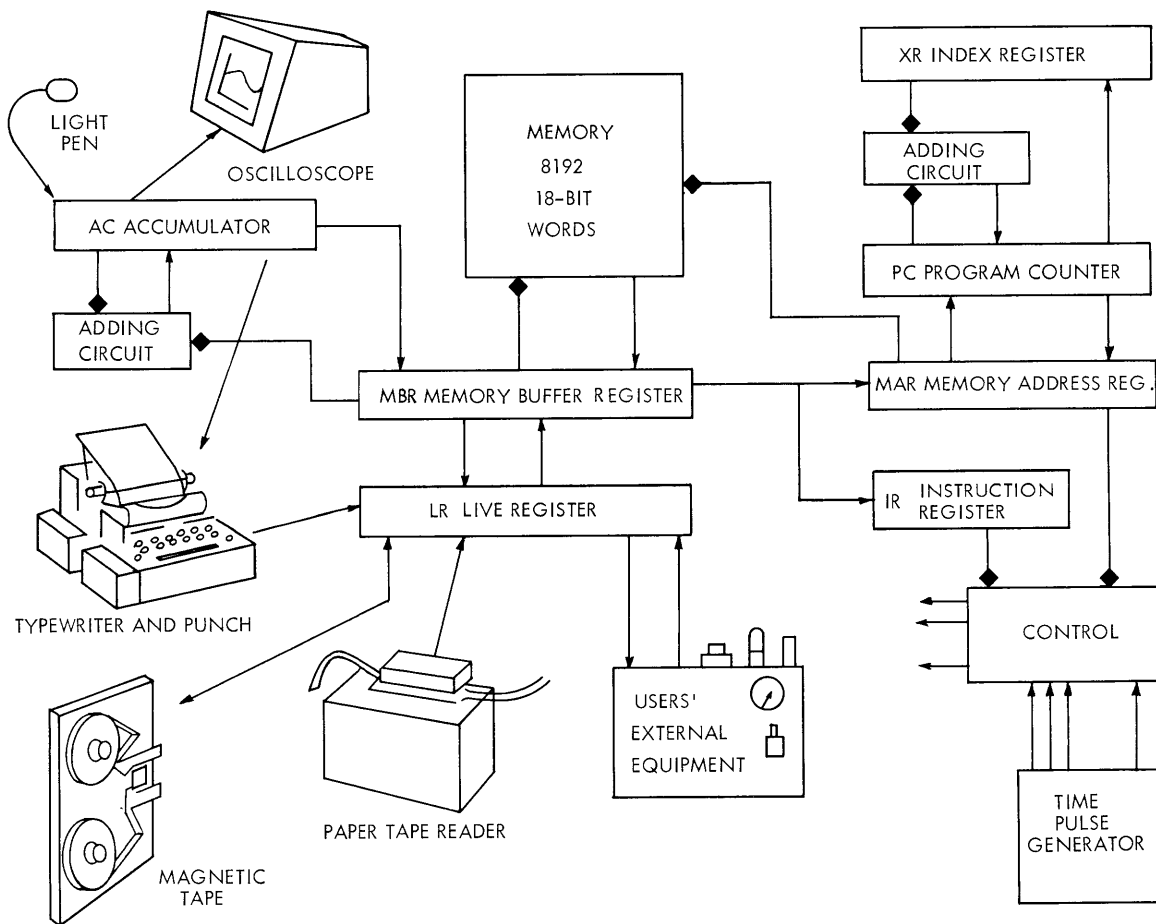 LIGHT
PEN
OSCILLOSCOPE
AC ACCUMULATOR
ADDING
CIRCUIT
MEMORY
8192
18-BIT
WORDS
XR INDEX REGISTER
ADDING
CIRCUIT
PC PROGRAM COUNTER
MBR MEMORY BUFFER REGISTER
MAR MEMORY ADDRESS REG.
LR LIVE REGISTER
IR INSTRUCTION
REGISTER
TYPEWRITER AND PUNCH
CONTROL
USERS'
EXTERNAL
EQUIPMENT
PAPER TAPE READER
TIME
PULSE
GENERATOR
MAGNETIC
TAPE